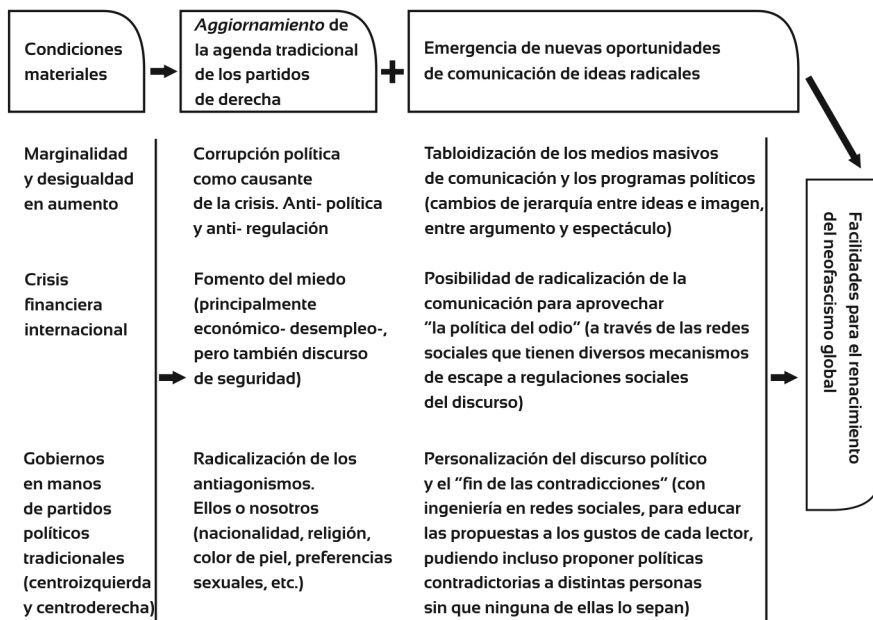 Condiciones
materiales
Aggiornamiento de
la agenda tradicional
de los partidos
de derecha
+
Emergencia de nuevas oportunidades
de comunicación de ideas radicales
Marginalidad
y desigualdad
en aumento
Corrupción política
como causante
de la crisis. Anti- política
y anti- regulación
Tabloidización de los medios masivos
de comunicación y los programas políticos
(cambios de jerarquía entre ideas e imagen,
entre argumento y espectáculo)
Crisis
financiera
internacional
Fomento del miedo
(principalmente
económico- desempleo-,
pero también discurso
de seguridad)
Posibilidad de radicalización de la
comunicación para aprovechar
"la política del odio" (a través de las redes
sociales que tienen diversos mecanismos
de escape a regulaciones sociales
del discurso)
Gobiernos
en manos
de partidos
políticos
tradicionales
(centroizquierda
y centroderecha)
Radicalización de los
antiagonismos.
Ellos o nosotros
(nacionalidad, religión,
color de piel, preferencias
sexuales, etc.)
Personalización del discurso político
y el "fin de las contradicciones" (con
ingeniería en redes sociales, para educar
las propuestas a los gustos de cada lector,
pudiendo incluso proponer políticas
contradictorias a distintas personas
sin que ninguna de ellas lo sepan)
Facilidades para el renacimiento
del neofascismo global